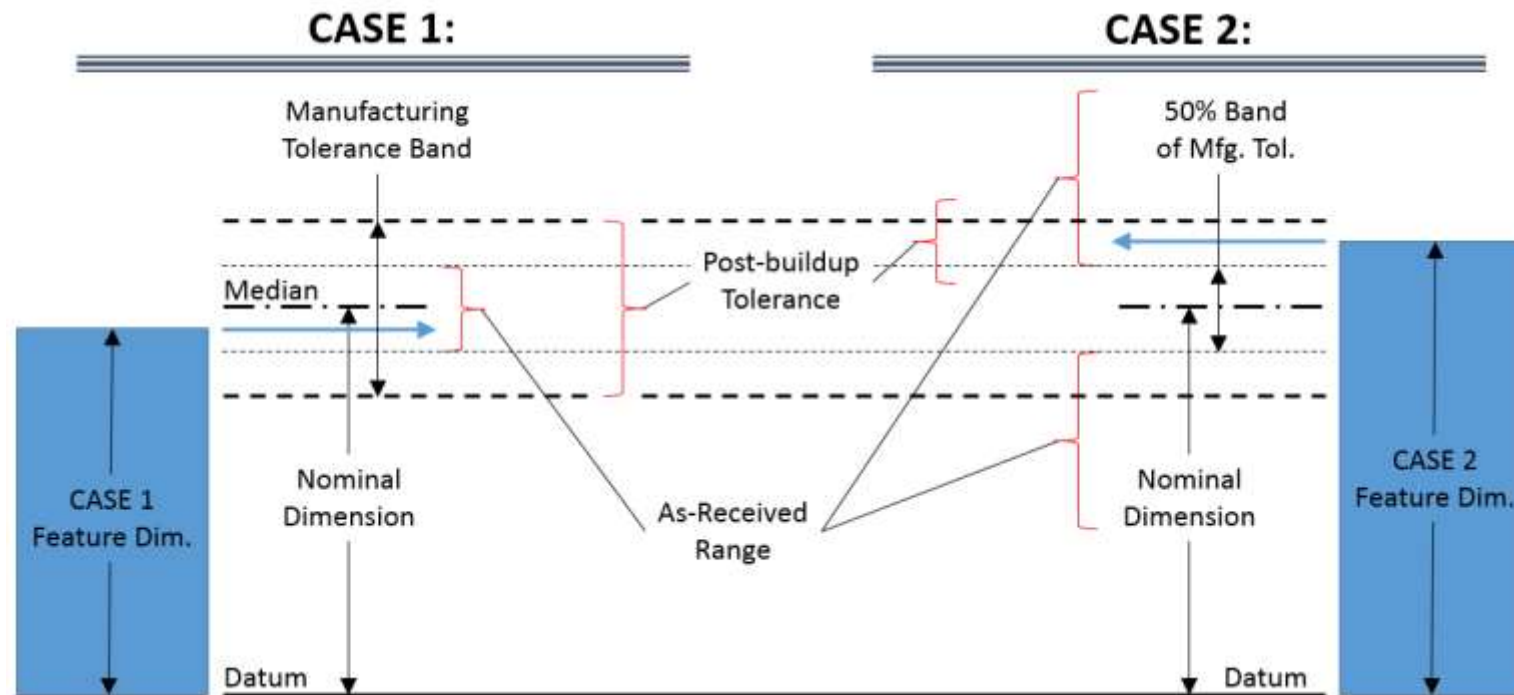 CASE 1:
CASE 2:
Manufacturing
Tolerance Band
50% Band
of Mfg. Tol.
Median
Post-buildup
Tolerance
CASE 1
Feature Dim.
Nominal
Dimension
As-Received
Range
Nominal
Dimension
CASE 2
Feature Dim.
Datum
Datum